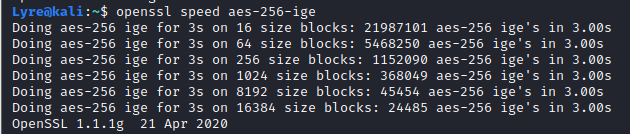 Lyre@kali:~$ openssl speed aes-256-ige
Doing aes-256 ige for 3s on 16 size blocks: 21987101 aes-256 ige's in 3.00s
Doing aes-256 ige for 3s on 64 size blocks: 5468250 aes-256 ige's in 3.00s
Doing aes-256 ige for 3s on 256 size blocks: 1152090 aes-256 ige's in 3.00s
Doing aes-256 ige for 3s on 1024 size blocks: 368049 aes-256 ige's in 3.00s
Doing aes-256 ige for 3s on 8192 size blocks: 45454 aes-256 ige's in 3.00s
Doing aes-256 ige for 3s on 16384 size blocks: 24485 aes-256 ige's in 3.00s
OpenSSL 1.1.1g  21 Apr 2020